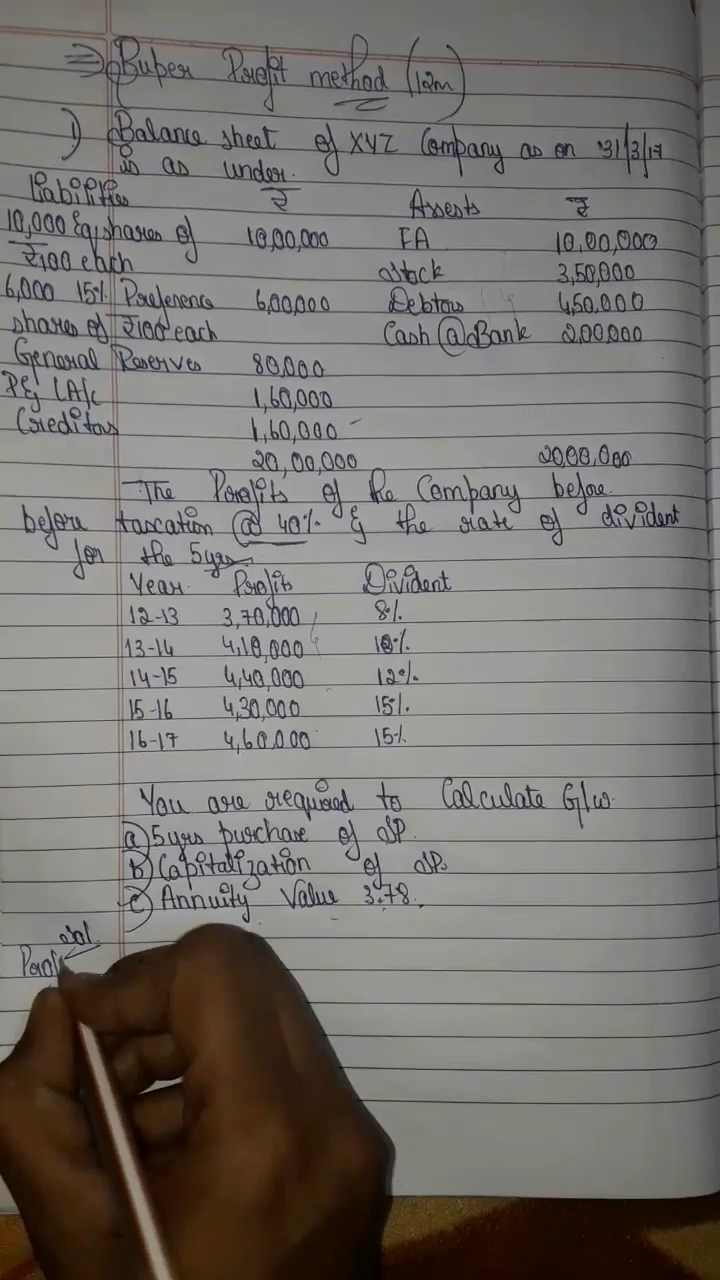 ⇒ Super Profit method (12m)
1) Balance sheet of XYZ Company as on 31/3/17
is as under.
Liabilities ₹ Assests ₹
10,000 Eq shares of 10,00,000 FA 10,00,000
₹100 each stock 3,50,000
6,000 15% Preference 6,00,000 Debtors 450,000
shares of ₹100 each Cash @ Bank 2,00,000
General Reserves 80,000
P&L A/c 1,60,000
Creditors 1,60,000
20,00,000 2000,000
The Profits of the Company before
before taxcation @ 40% & the rate of divident
for the 5yrs
Year Profits Divident
12-13 3,70,000 8%
13-14 4,10,000 10%
14-15 4,40,000 12%
15-16 4,30,000 15%
16-17 4,60,000 15%
You are required to Calculate G/w.
a) 5yrs purchase of SP.
b) Capitalization of SP.
c) Annuity Value 3.78.
Sol
Prof